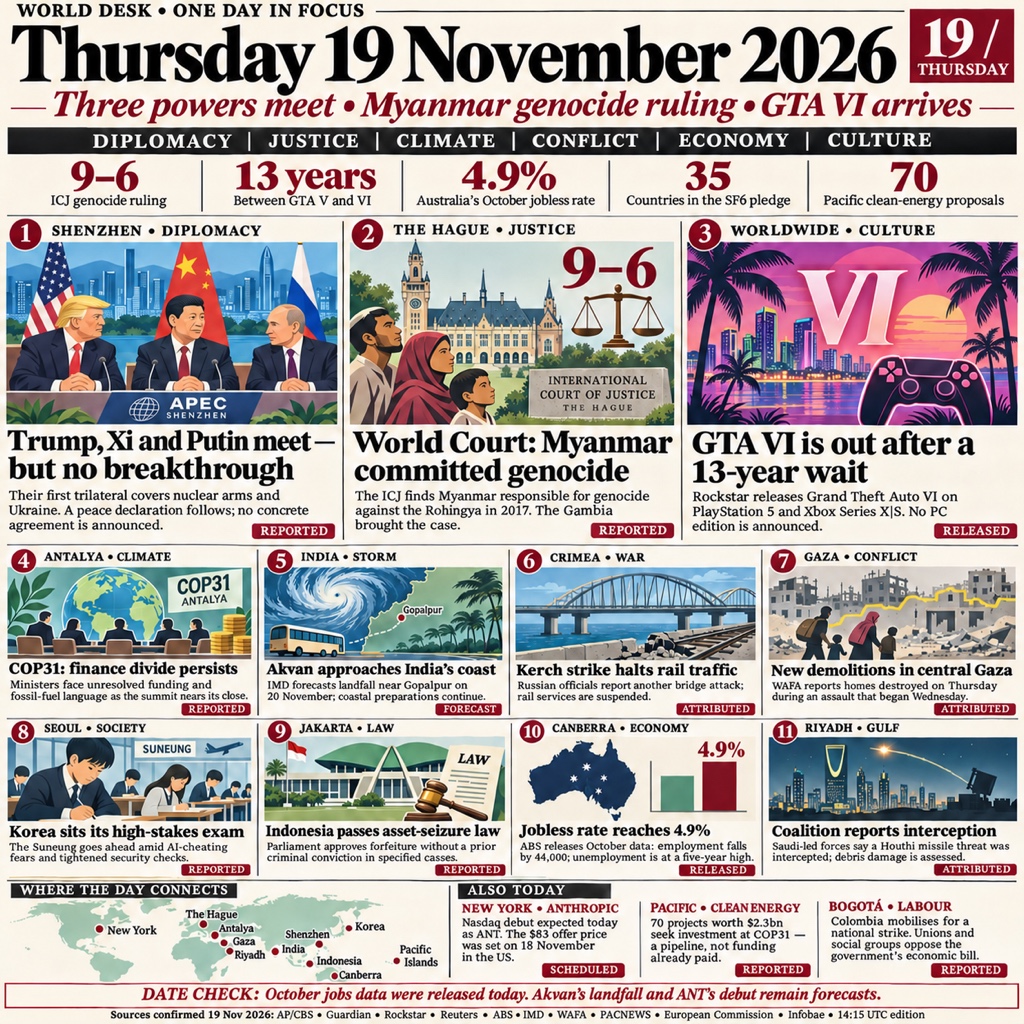 WORLD DESK • ONE DAY IN FOCUS
Thursday 19 November 2026
19 /
THURSDAY
Three powers meet • Myanmar genocide ruling • GTA VI arrives
DIPLOMACY | JUSTICE | CLIMATE | CONFLICT | ECONOMY | CULTURE
9–6
ICJ genocide ruling
13 years
Between GTA V and VI
4.9%
Australia's October jobless rate
35
Countries in the SF6 pledge
70
Pacific clean-energy proposals
1 SHENZHEN • DIPLOMACY
APEC
SHENZHEN
Trump, Xi and Putin meet —
but no breakthrough
Their first trilateral covers nuclear arms and
Ukraine. A peace declaration follows; no concrete
agreement is announced.
REPORTED
2 THE HAGUE • JUSTICE
9–6
INTERNATIONAL
COURT OF JUSTICE
THE HAGUE
World Court: Myanmar
committed genocide
The ICJ finds Myanmar responsible for genocide
against the Rohingya in 2017. The Gambia
brought the case.
REPORTED
3 WORLDWIDE • CULTURE
VI
GTA VI is out after a
13-year wait
Rockstar releases Grand Theft Auto VI on
PlayStation 5 and Xbox Series X|S. No PC
edition is announced.
RELEASED
4 ANTALYA • CLIMATE
COP31
ANTALYA
COP31: finance divide persists
Ministers face unresolved funding and
fossil-fuel language as the summit nears its close.
REPORTED
5 INDIA • STORM
Gopalpur
Akvan approaches India's coast
IMD forecasts landfall near Gopalpur on
20 November; coastal preparations continue.
FORECAST
6 CRIMEA • WAR
Kerch strike halts rail traffic
Russian officials report another bridge attack;
rail services are suspended.
ATTRIBUTED
7 GAZA • CONFLICT
New demolitions in central Gaza
WAFA reports homes destroyed on Thursday
during an assault that began Wednesday.
ATTRIBUTED
8 SEOUL • SOCIETY
SUNEUNG
Korea sits its high-stakes exam
The Suneung goes ahead amid AI-cheating
fears and tightened security checks.
REPORTED
9 JAKARTA • LAW
LAW
Indonesia passes asset-seizure law
Parliament approves forfeiture without a prior
criminal conviction in specified casses.
REPORTED
10 CANBERRA • ECONOMY
4.9%
Jobless rate reaches 4.9%
ABS releases October data: employment falls
by 44,000; unemployment is at a five-year high.
RELEASED
11 RIYADH • GULF
Coalition reports interception
Saudi-led forces say a Houthi missile threat was
intercepted; debris damage is assessed.
ATTRIBUTED
WHERE THE DAY CONNECTS
New York
The Hague
Antalya
Gaza
Riyadh
Shenzhen
India
Indonesia
Canberra
Korea
Pacific
Islands
ALSO TODAY
NEW YORK • ANTHROPIC
Nasdaq debut expected today
as ANT. The $83 offer price
was set on 18 November
in the US.
SCHEDULED
PACIFIC • CLEAN ENERGY
70 projects worth $2.3bn
seek investment at COP31 —
a pipeline, not funding
already paid.
REPORTED
BOGOTÁ • LABOUR
Colombia mobilises for a
national strike. Unions and
social groups oppose the
government's economic bill.
REPORTED
DATE CHECK: October jobs data were released today. Akvan's landfall and ANT's debut remain forecasts.
Sources confirmed 19 Nov 2026: AP/CBS • Guardian • Rockstar • Reuters • ABS • IMD • WAFA • PACNEWS • European Commission • Infobae • 14:15 UTC edition